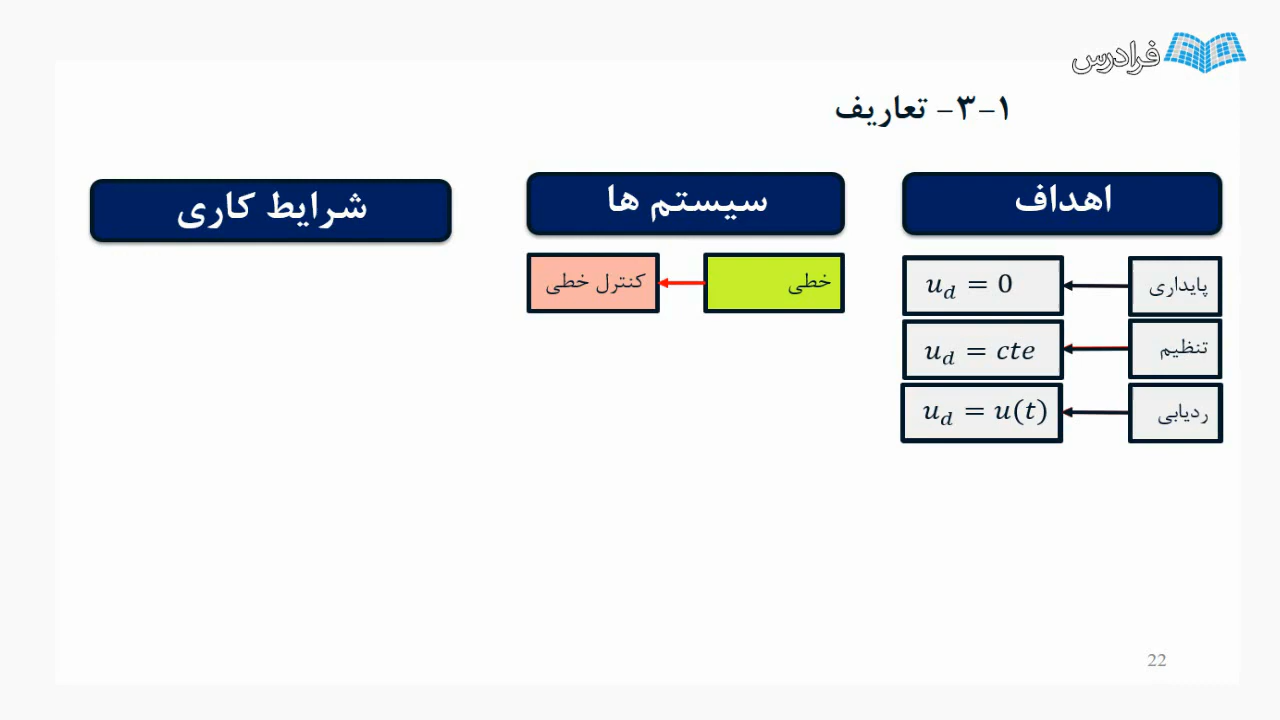 فرادرس
۱-۳- تعاریف
اهداف
سیستم ها
شرایط کاری
پایداری
u_d = 0
تنظیم
u_d = cte
ردیابی
u_d = u(t)
خطی
کنترل خطی
22